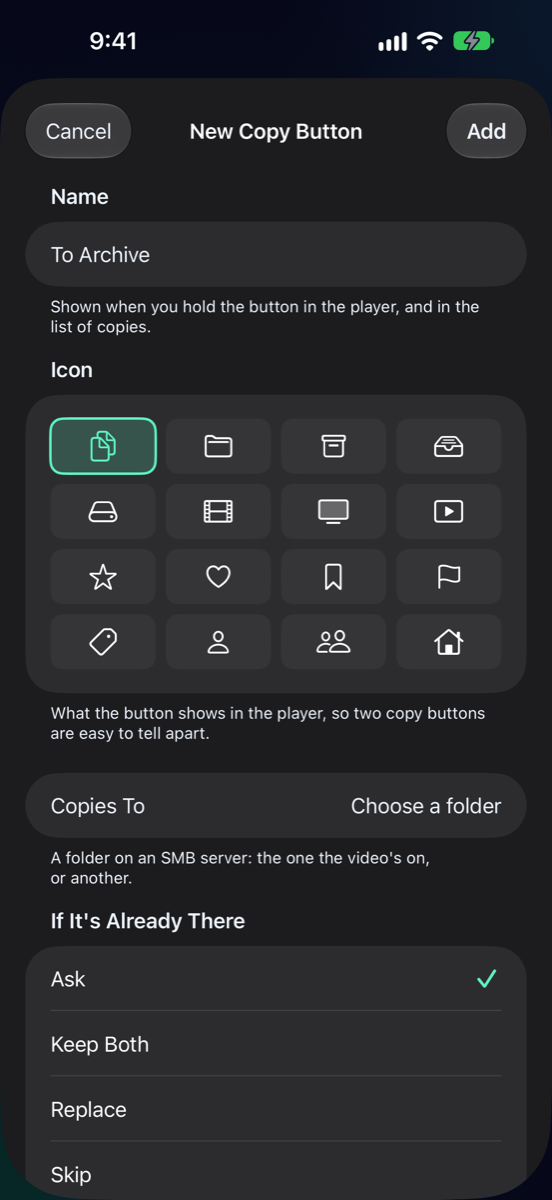 9:41
Cancel
New Copy Button
Add
Name
To Archive
Shown when you hold the button in the player, and in the
list of copies.
Icon
What the button shows in the player, so two copy buttons
are easy to tell apart.
Copies To
Choose a folder
A folder on an SMB server: the one the video's on,
or another.
If It's Already There
Ask
Keep Both
Replace
Skip